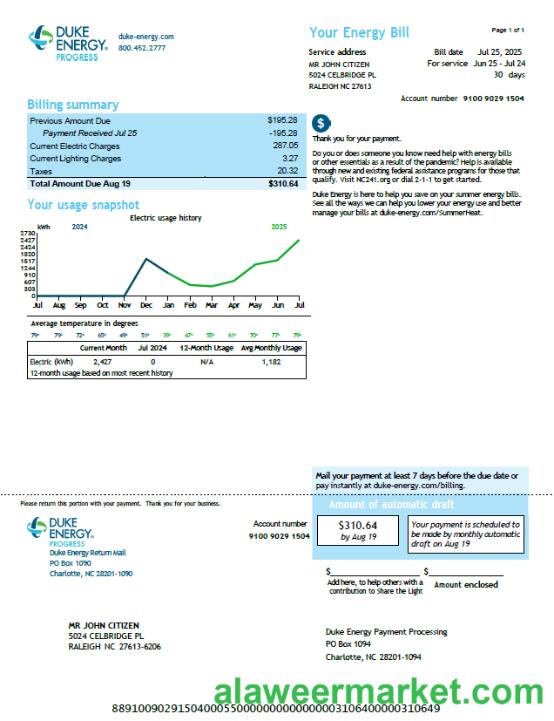 DUKE
ENERGY®
PROGRESS
duke-energy.com
800.452.2777
Your Energy Bill
Page 1 of 1
Service address
MR JOHN CITIZEN
5024 CELBRIDGE PL
RALEIGH NC 27613
Bill date Jul 25, 2025
For service Jun 25 - Jul 24
30 days
Account number 9100 9029 1504
Billing summary
Previous Amount Due $195.28
Payment Received Jul 25 -195.28
Current Electric Charges 287.05
Current Lighting Charges 3.27
Taxes 20.32
Total Amount Due Aug 19 $310.64
$
Thank you for your payment.
Do you or does someone you know need help with energy bills
or other essentials as a result of the pandemic? Help is available
through new and existing federal assistance programs for those that
qualify. Visit NC241.org or dial 2-1-1 to get started.
Duke Energy is here to help you save on your summer energy bills.
See all the ways we can help you lower your energy use and better
manage your bills at duke-energy.com/SummerHeat.
Your usage snapshot
Electric usage history
kWh 2024 2025
2730
2427
2124
1820
1517
1244
910
607
303
0
Jul Aug Sep Oct Nov Dec Jan Feb Mar Apr May Jun Jul
Average temperature in degrees
79° 79° 72° 65° 49° 51° 39° 47° 55° 61° 70° 77° 79°
Current Month Jul 2024 12-Month Usage Avg Monthly Usage
Electric (kWh) 2,427 0 N/A 1,182
12-month usage based on most recent history
Mail your payment at least 7 days before the due date or
pay instantly at duke-energy.com/billing.
Please return this portion with your payment. Thank you for your business.
Amount of automatic draft
DUKE
ENERGY®
PROGRESS
Duke Energy Return Mail
PO Box 1090
Charlotte, NC 28201-1090
Account number
9100 9029 1504
$310.64
by Aug 19
Your payment is scheduled to
be made by monthly automatic
draft on Aug 19
$
Add here, to help others with a
contribution to Share the Light
$
Amount enclosed
MR JOHN CITIZEN
5024 CELBRIDGE PL
RALEIGH NC 27613-6206
Duke Energy Payment Processing
PO Box 1094
Charlotte, NC 28201-1094
alaweermarket.com